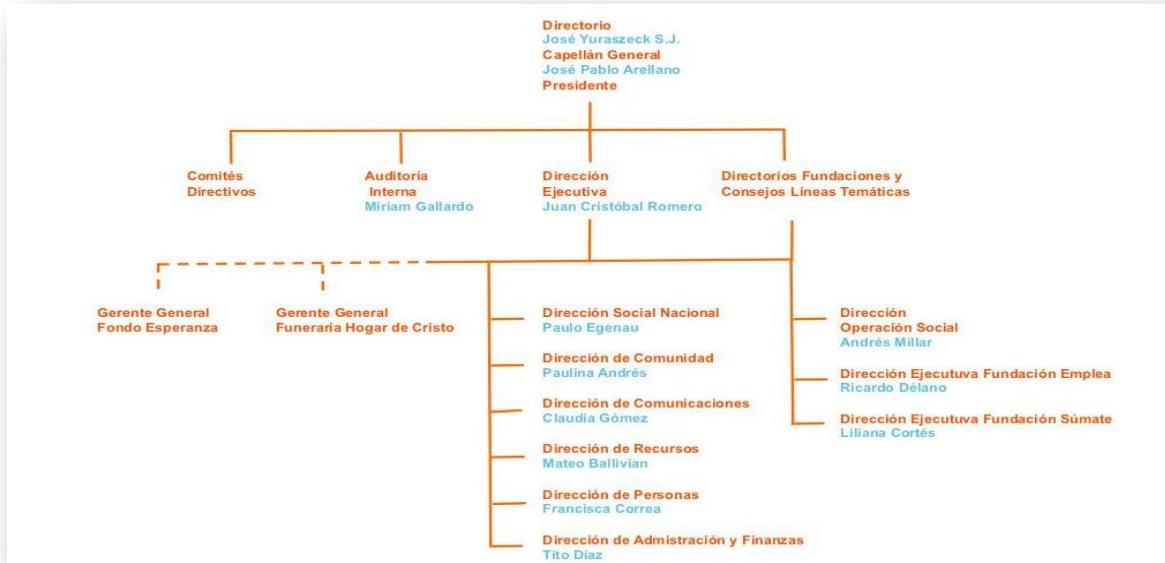 Directorio
José Yuraszeck S.J.
Capellán General
José Pablo Arellano
Presidente
Comités
Directivos
Auditoría
Interna
Miriam Gallardo
Dirección
Ejecutiva
Juan Cristóbal Romero
Directorios Fundaciones y
Consejos Líneas Temáticas
Gerente General
Fondo Esperanza
Gerente General
Funeraria Hogar de Cristo
Dirección Social Nacional
Paulo Egenau
Dirección de Comunidad
Paulina Andrés
Dirección de Comunicaciones
Claudia Gómez
Dirección de Recursos
Mateo Ballivian
Dirección de Personas
Francisca Correa
Dirección de Admistración y Finanzas
Tito Diaz
Dirección
Operación Social
Andrés Millar
Dirección Ejecutuva Fundación Emplea
Ricardo Délano
Dirección Ejecutuva Fundación Súmate
Liliana Cortés